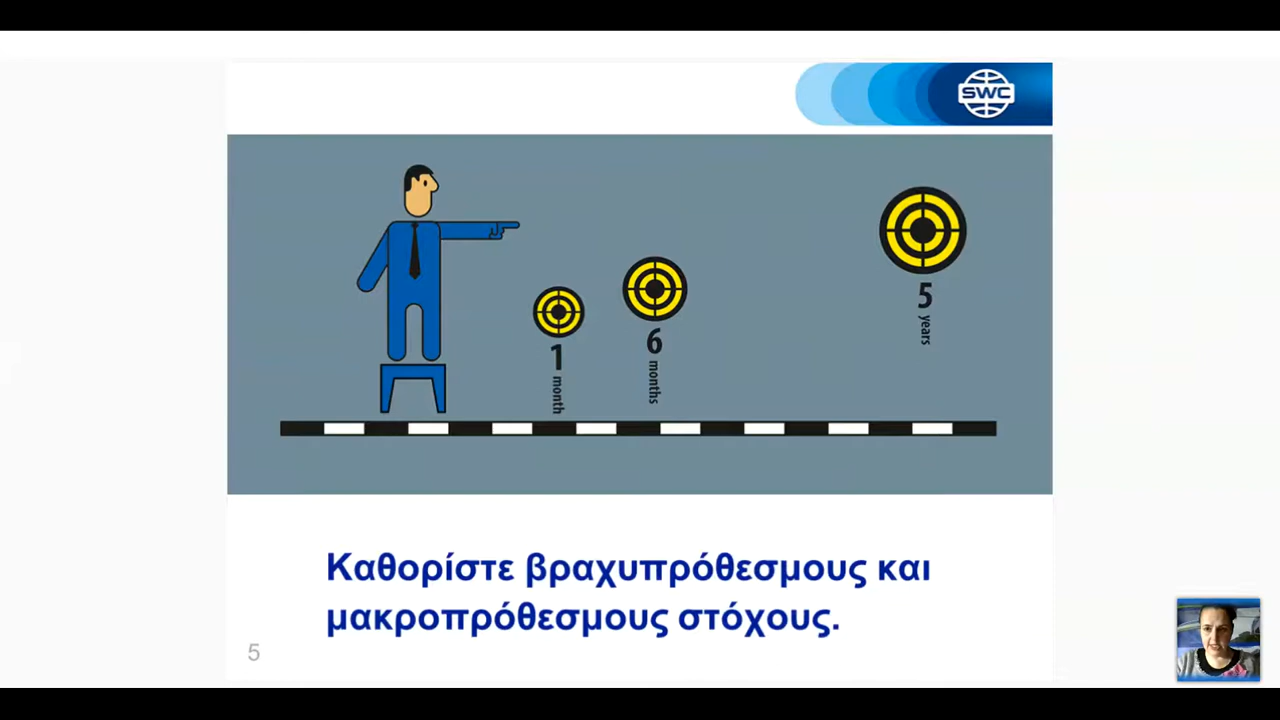 SWC
1
month
6
months
5
years
Καθορίστε βραχυπρόθεσμους και
μακροπρόθεσμους στόχους.
5